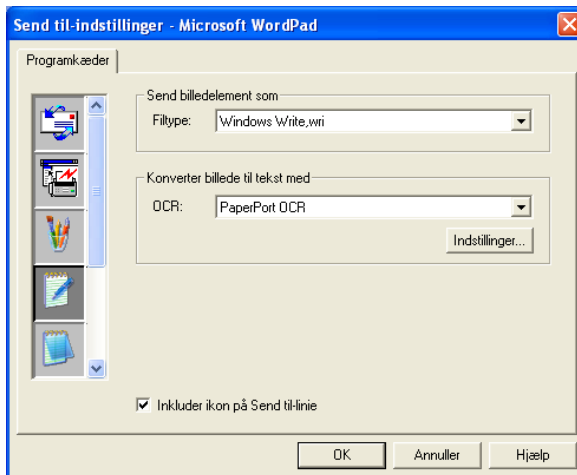 Send til-indstillinger - Microsoft WordPad
Programkæder
Send billedelement som
Filtype: Windows Write,wri
Konverter billede til tekst med
OCR: PaperPort OCR
Indstillinger...
Inkluder ikon på Send til-linie
OK Annuller Hjælp